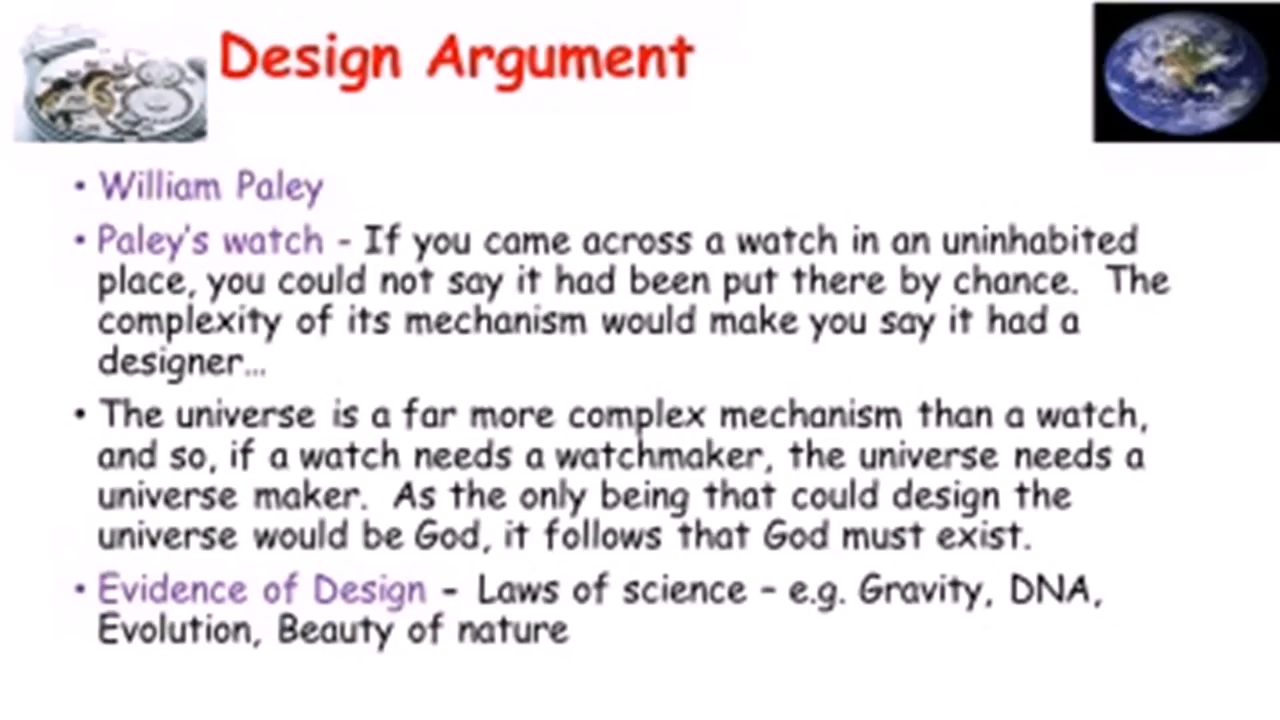 Design Argument
• William Paley
• Paley's watch - If you came across a watch in an uninhabited
place, you could not say it had been put there by chance. The
complexity of its mechanism would make you say it had a
designer…
• The universe is a far more complex mechanism than a watch,
and so, if a watch needs a watchmaker, the universe needs a
universe maker. As the only being that could design the
universe would be God, it follows that God must exist.
• Evidence of Design – Laws of science – e.g. Gravity, DNA,
Evolution, Beauty of nature